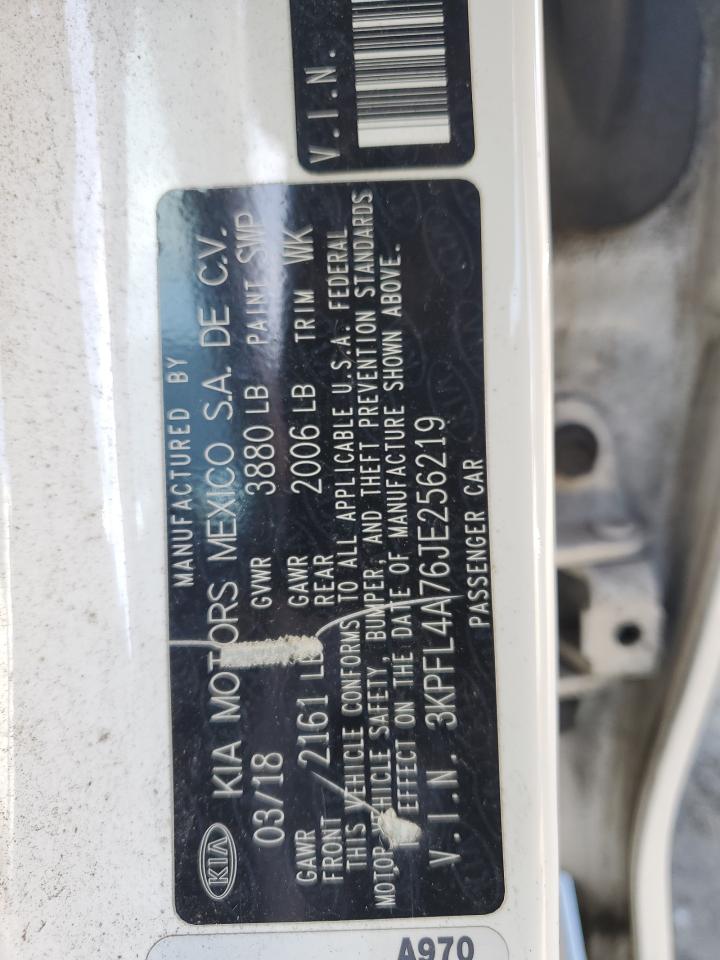 V.I.N.
MANUFACTURED BY
KIA KIA MOTORS MEXICO S.A. DE C.V.
03/18 GVWR 3880 LB PAINT SWP
GAWR FRONT 2161 LB GAWR REAR 2006 LB TRIM WK
THIS VEHICLE CONFORMS TO ALL APPLICABLE U.S.A. FEDERAL
MOTOR VEHICLE SAFETY, BUMPER, AND THEFT PREVENTION STANDARDS
EFFECT ON THE DATE OF MANUFACTURE SHOWN ABOVE.
V.I.N. 3KPFL4A76JE256219
PASSENGER CAR
A970